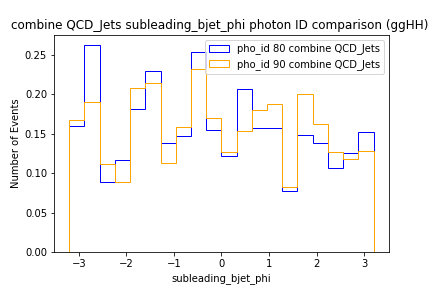 combine QCD_Jets subleading_bjet_phi photon ID comparison (ggHH)
pho_id 80 combine QCD_Jets
pho_id 90 combine QCD_Jets
Number of Events
0.25
0.20
0.15
0.10
0.05
0.00
−3 −2 −1 0 1 2 3
subleading_bjet_phi